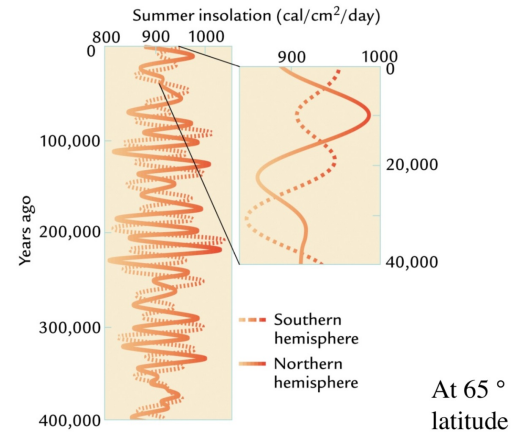 Summer insolation (cal/cm²/day)
800 900 1000
0
100,000
200,000
300,000
400,000
Years ago
900 1000
0
20,000
40,000
Southern
hemisphere
Northern
hemisphere
At 65 °
latitude